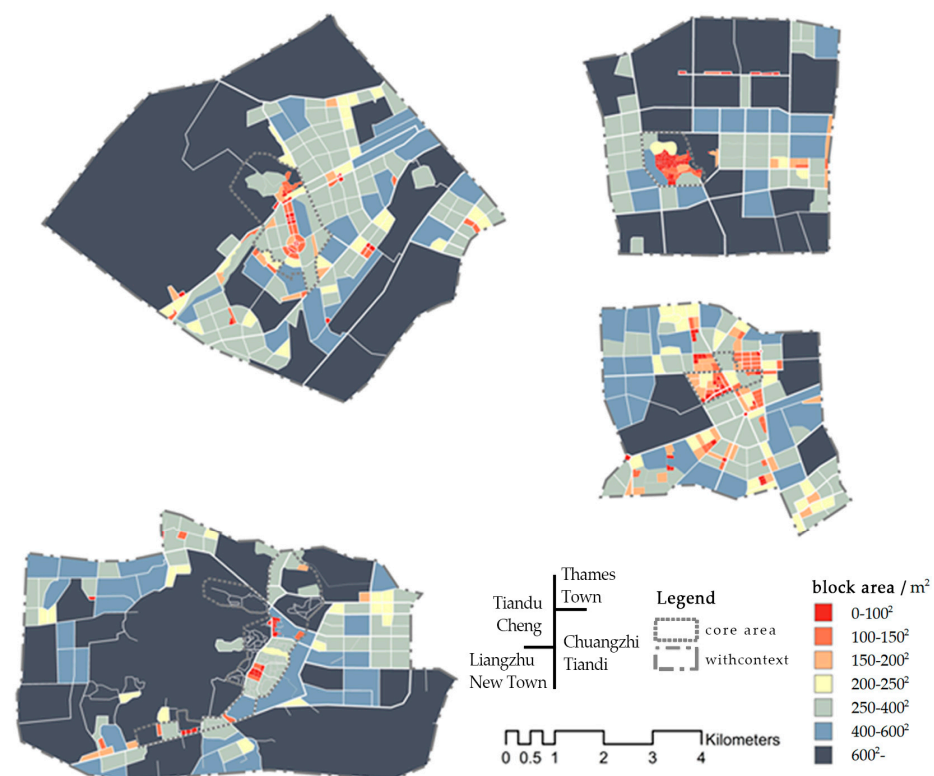 Thames
Town
Tiandu
Cheng
Chuangzhi
Tiandi
Liangzhu
New Town
Legend
core area
withcontext
block area / m²
0-100²
100-150²
150-200²
200-250²
250-400²
400-600²
600²-
Kilometers
0 0.5 1 2 3 4